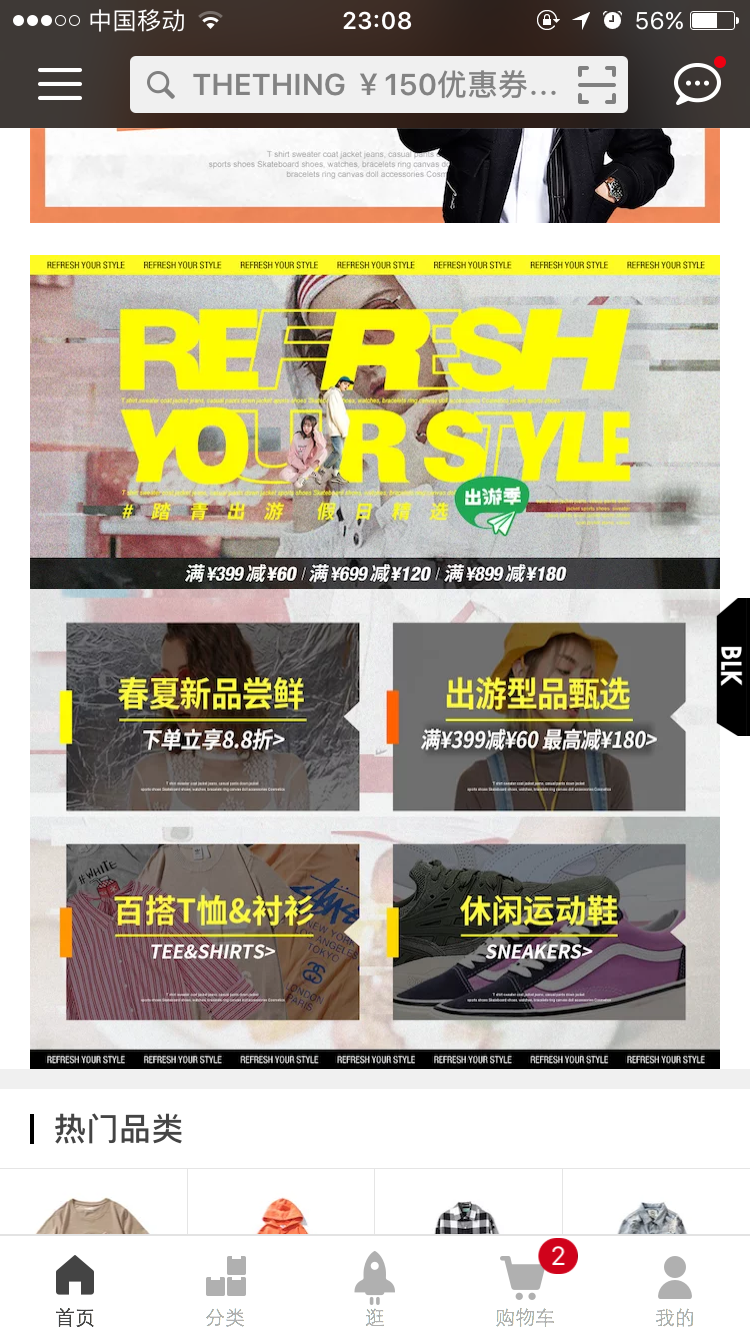 中国移动
23:08
56%
THETHING ￥150优惠券...
T shirt sweater coat jacket jeans, casual pants
sports shoes Skateboard shoes, watches, bracelets ring canvas
bracelets ring canvas doll accessories
REFRESH YOUR STYLE REFRESH YOUR STYLE REFRESH YOUR STYLE REFRESH YOUR STYLE REFRESH YOUR STYLE REFRESH YOUR STYLE REFRESH YOUR STYLE
REFRESH
YOUR STYLE
出游季
#踏青出游 假日精选
满¥399减¥60 / 满¥699减¥120 / 满¥899减¥180
BLK
春夏新品尝鲜
下单立享8.8折>
出游型品甄选
满¥399减¥60 最高减¥180>
#WHITE
百搭T恤&衬衫
TEE&SHIRTS>
NEW YORK
LOS ANGELES
TOKYO
LONDON
PARIS
休闲运动鞋
SNEAKERS>
REFRESH YOUR STYLE REFRESH YOUR STYLE REFRESH YOUR STYLE REFRESH YOUR STYLE REFRESH YOUR STYLE REFRESH YOUR STYLE REFRESH YOUR STYLE
热门品类
2
首页 分类 逛 购物车 我的